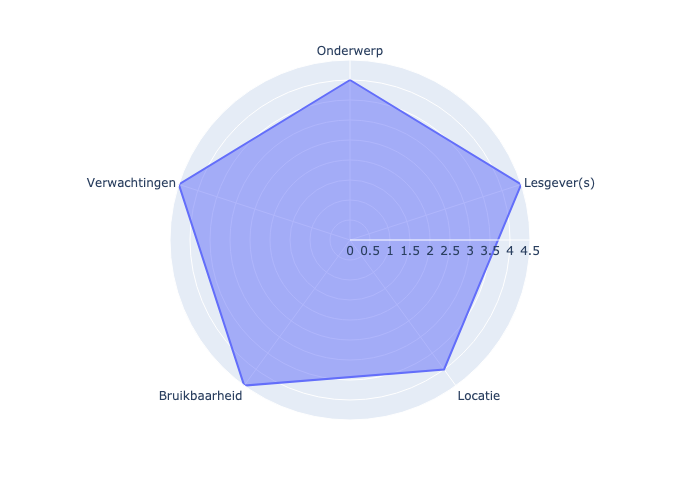 Onderwerp
Verwachtingen
Lesgever(s)
0 0.5 1 1.5 2 2.5 3 3.5 4 4.5
Bruikbaarheid
Locatie